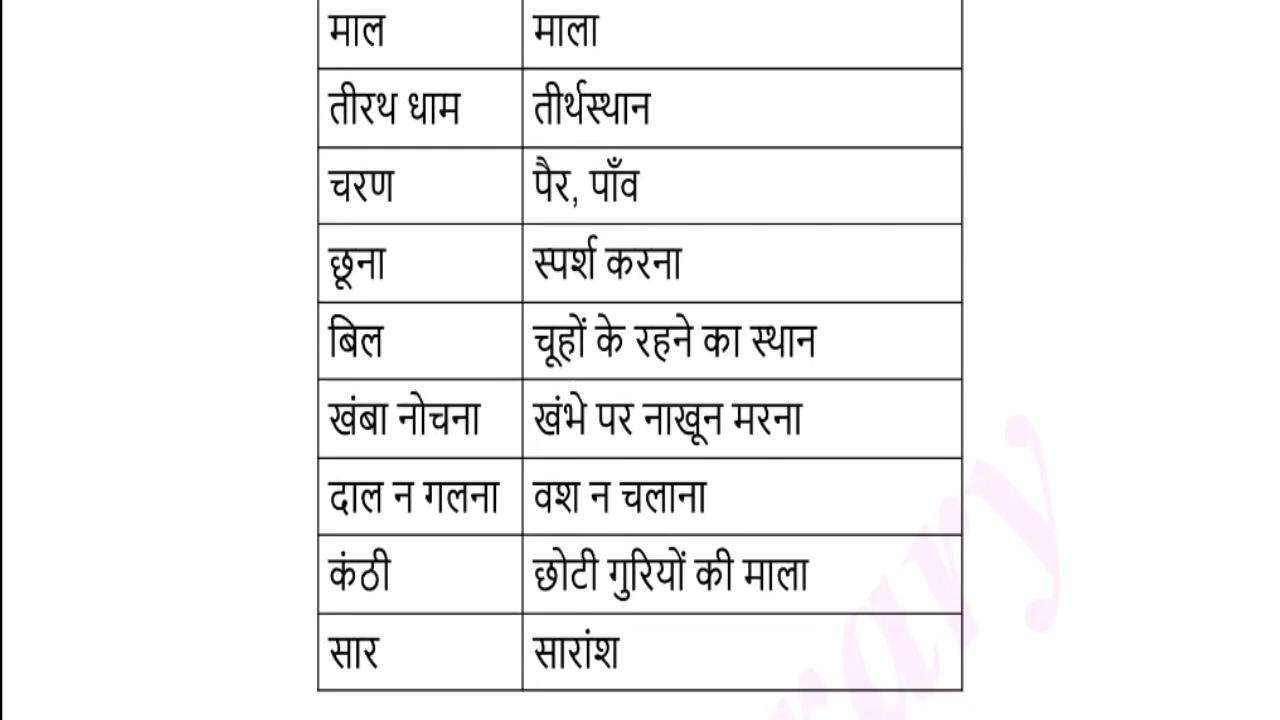 माल माला
तीरथ धाम तीर्थस्थान
चरण पैर, पाँव
छूना स्पर्श करना
बिल चूहों के रहने का स्थान
खंबा नोचना खंभे पर नाखून मरना
दाल न गलना वश न चलाना
कंठी छोटी गुरियों की माला
सार सारांश